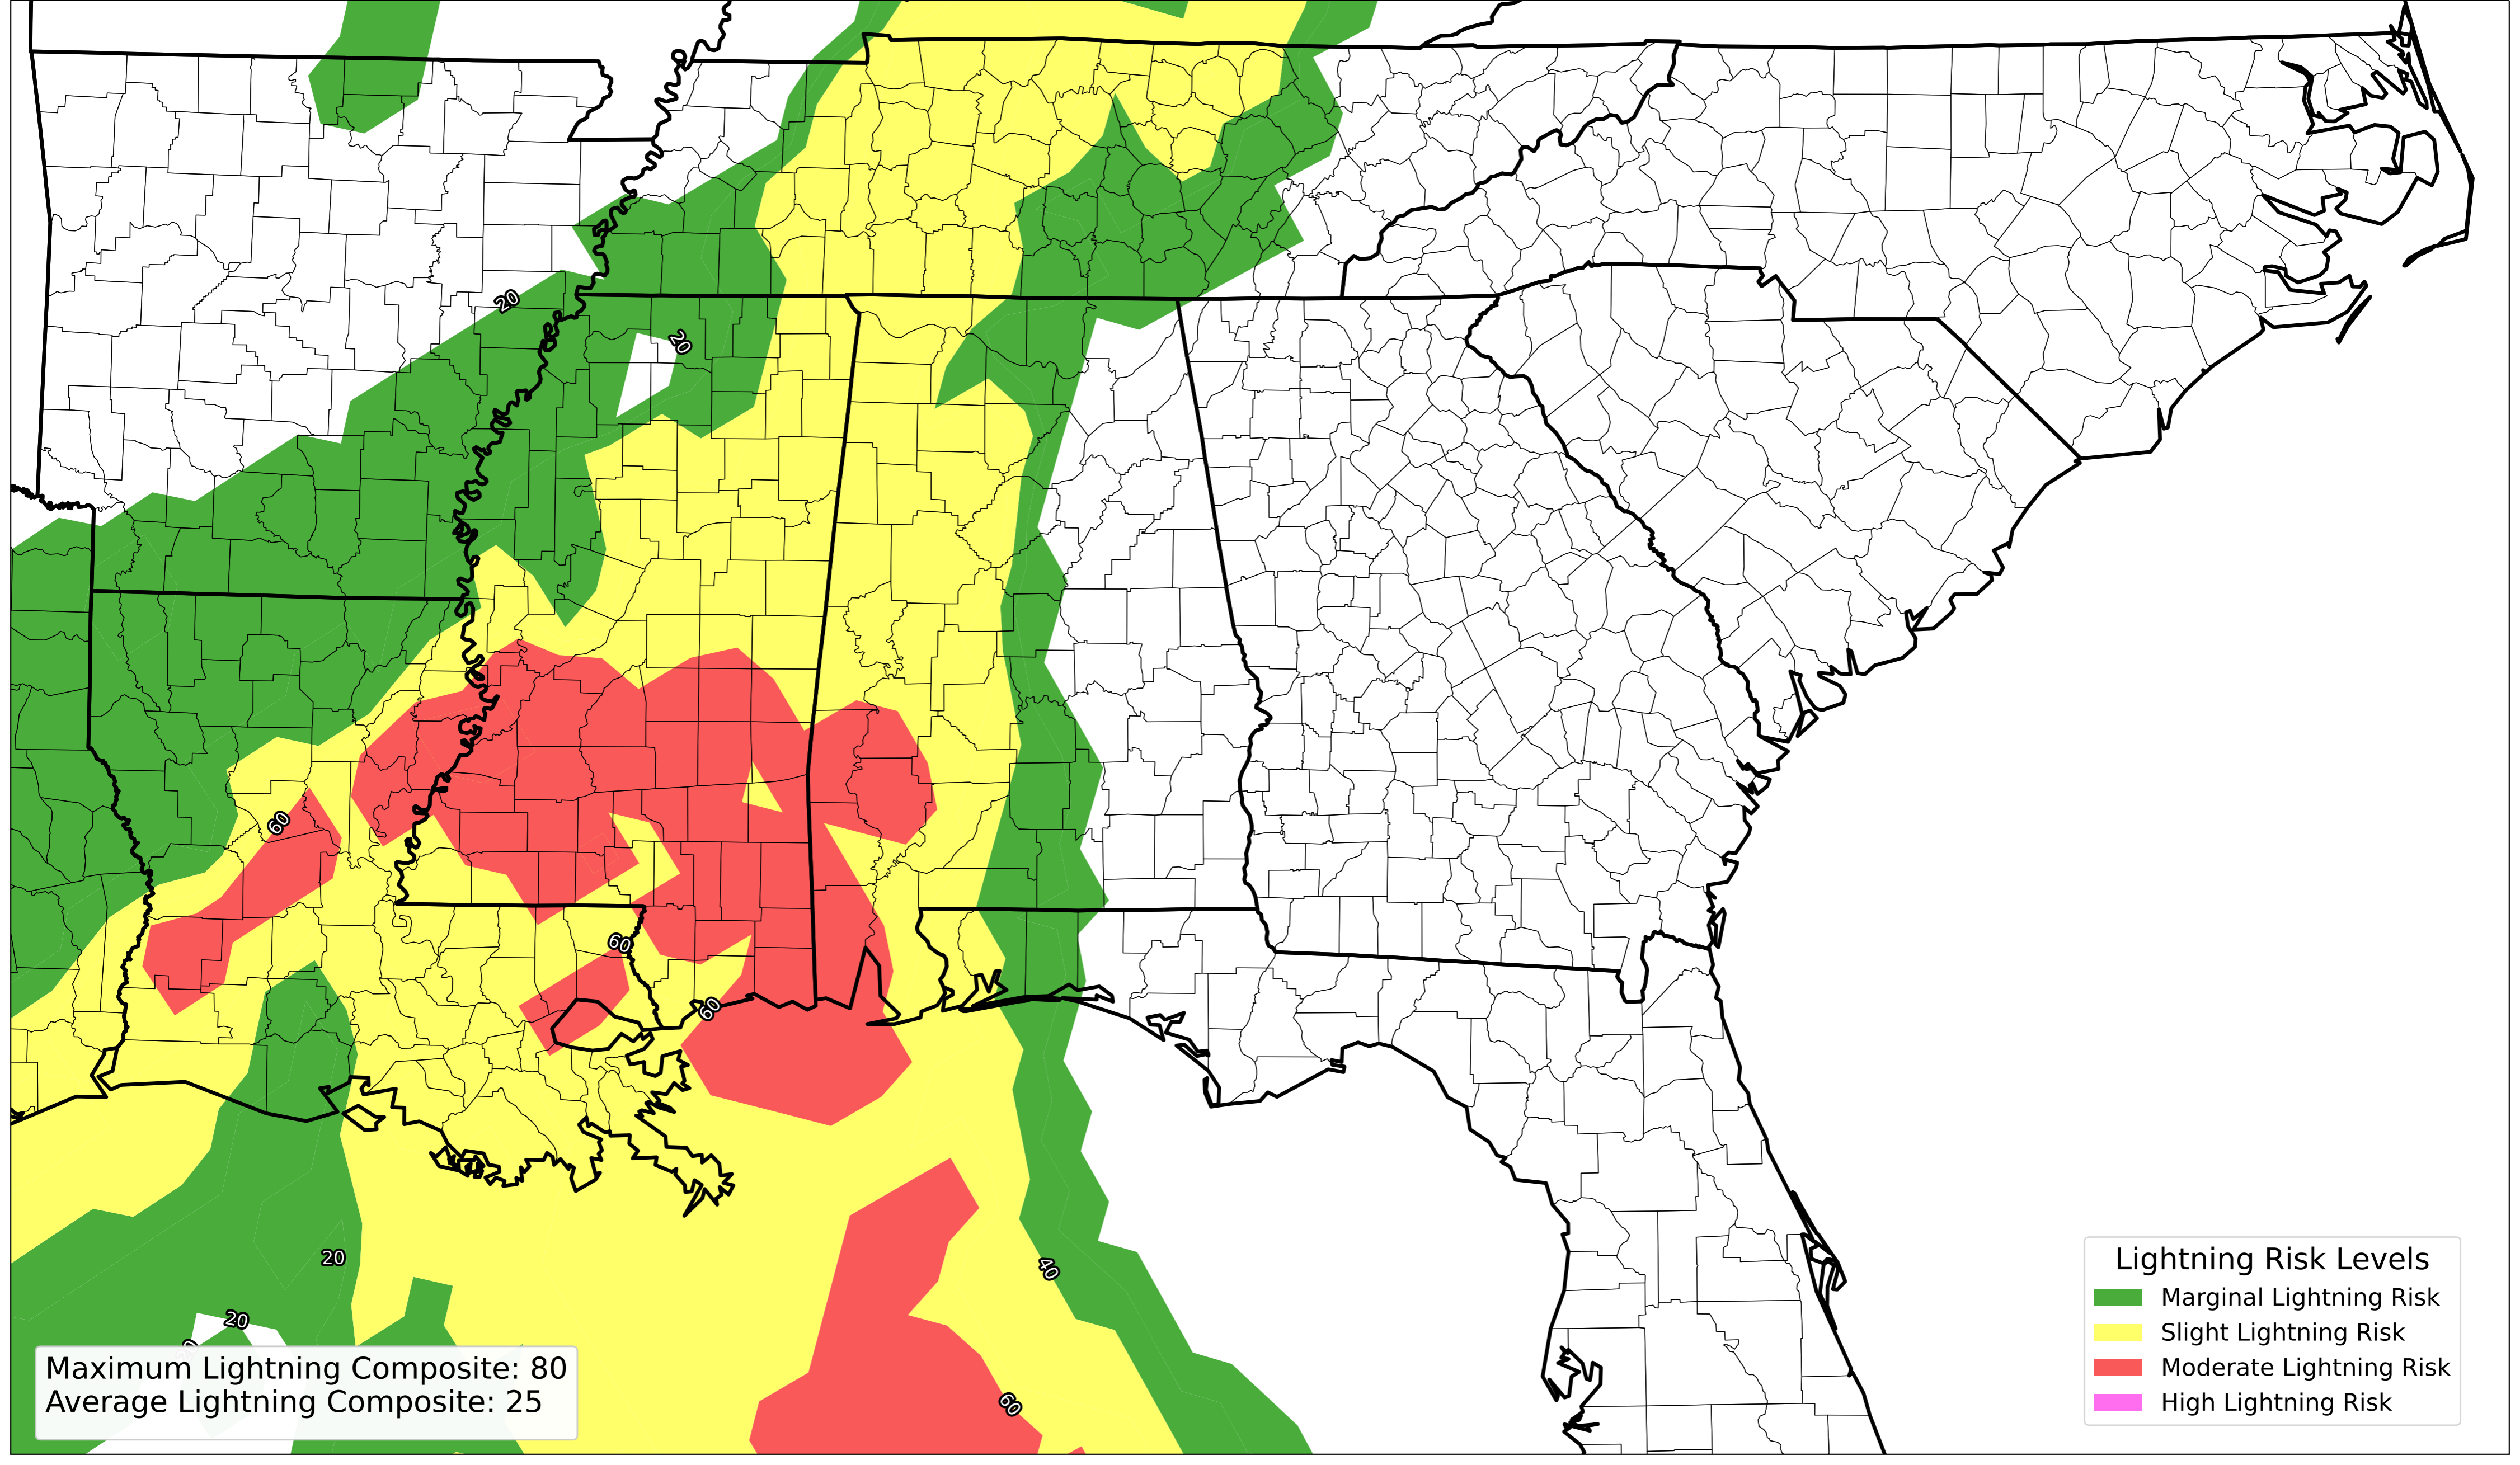 20
20
60
60
60
20
40
20
60
Maximum Lightning Composite: 80
Average Lightning Composite: 25
Lightning Risk Levels
Marginal Lightning Risk
Slight Lightning Risk
Moderate Lightning Risk
High Lightning Risk